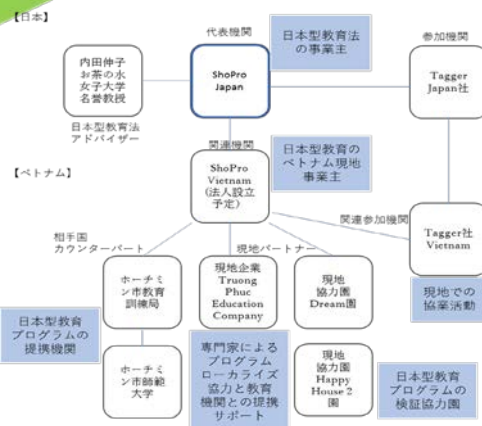 【日本】
代表機関
日本型教育法
の事業主
参加機関
内田伸子
お茶の水
女子大学
名誉教授
ShoPro
Japan
Tagger
Japan社
日本型教育法
アドバイザー
関連機関
【ベトナム】
ShoPro
Vietnam
(法人設立
予定)
日本型教育の
ベトナム現地
事業主
関連参加機関
相手国
カウンターパート
現地パートナー
Tagger社
Vietnam
ホーチミ
ン市教育
訓練局
現地企業
Truong
Phuc
Education
Company
現地
協力園
Dream園
現地での
協業活動
日本型教育
プログラムの
提携機関
ホーチミ
ン市師範
大学
専門家による
プログラム
ローカライズ
協力と教育
機関との提携
サポート
現地
協力園
Happy
House 2
園
日本型教育
プログラムの
検証協力園